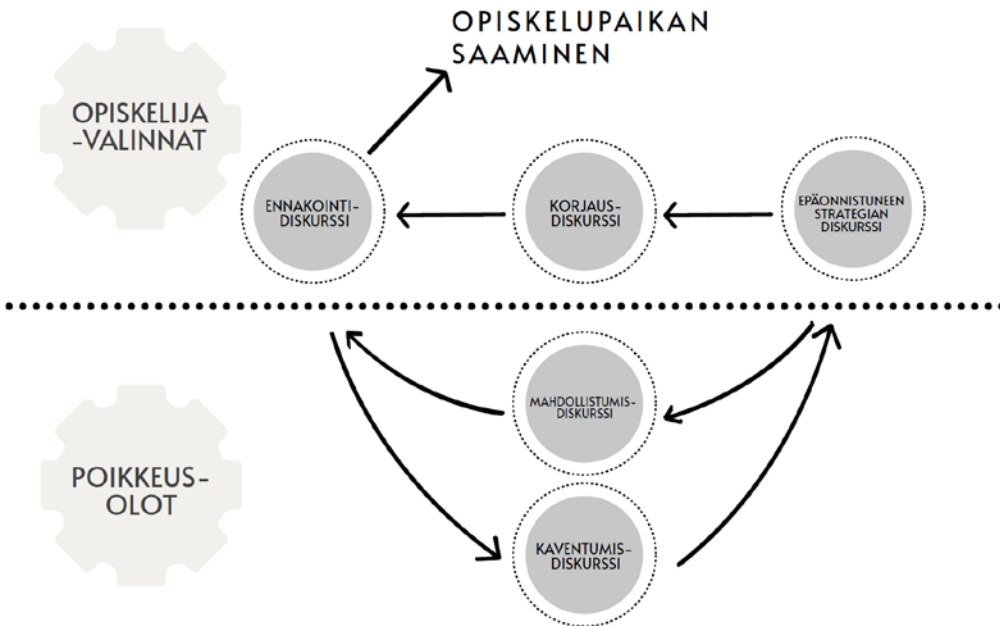 OPISKELUPAIKAN
SAAMINEN
OPISKELIJA
-VALINNAT
ENNAKOINTI-
DISKURSSI
KORJAUS-
DISKURSSI
EPÄONNISTUNEEN
STRATEGIAN
DISKURSSI
MAHDOLLISTUMIS-
DISKURSSI
POIKKEUS-
OLOT
KAVENTUMIS-
DISKURSSI